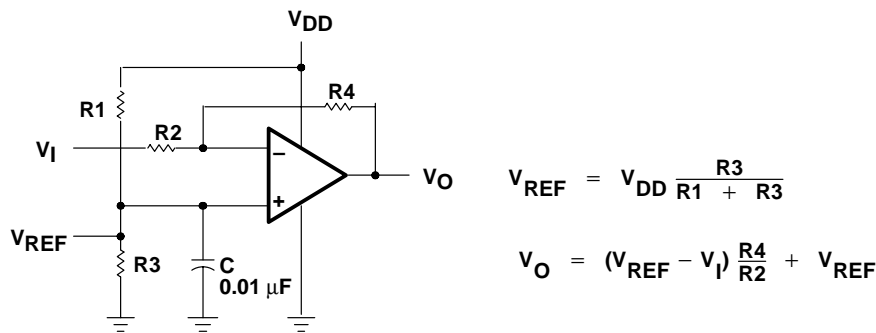 VDD
R4
R1
R2
VI
−
+
VO
VREF
R3
C
0.01 μF
VREF = VDD R3 / R1 + R3
VO = (VREF − VI) R4 / R2 + VREF